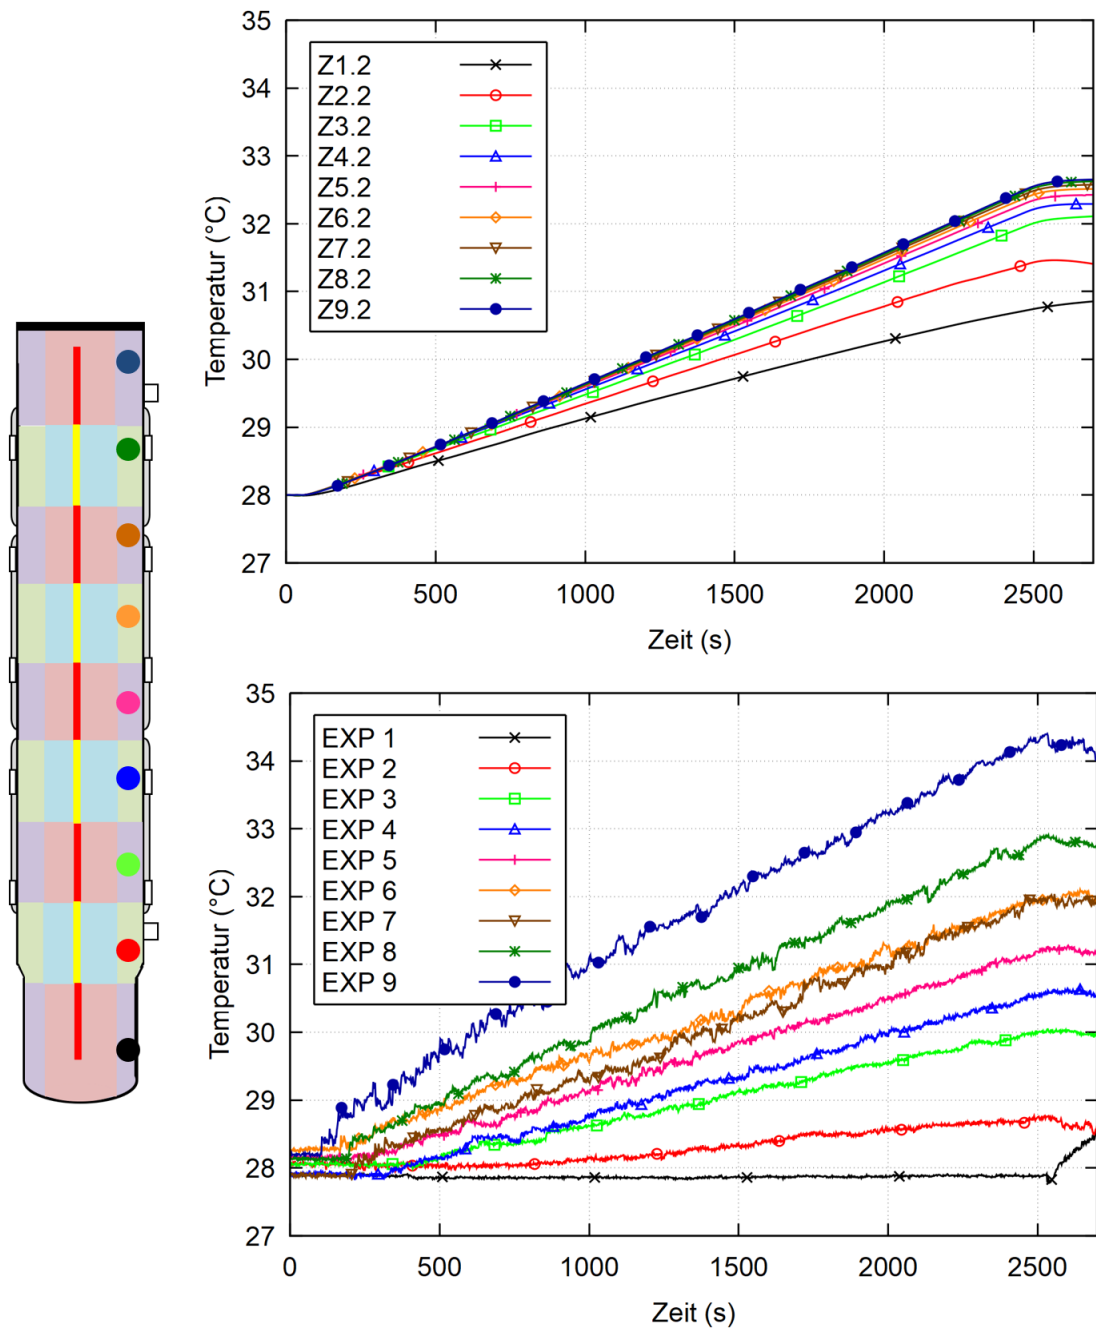 35
34
33
32
31
30
29
28
27
Temperatur (°C)
Z1.2
Z2.2
Z3.2
Z4.2
Z5.2
Z6.2
Z7.2
Z8.2
Z9.2
0 500 1000 1500 2000 2500
Zeit (s)
35
34
33
32
31
30
29
28
27
Temperatur (°C)
EXP 1
EXP 2
EXP 3
EXP 4
EXP 5
EXP 6
EXP 7
EXP 8
EXP 9
0 500 1000 1500 2000 2500
Zeit (s)